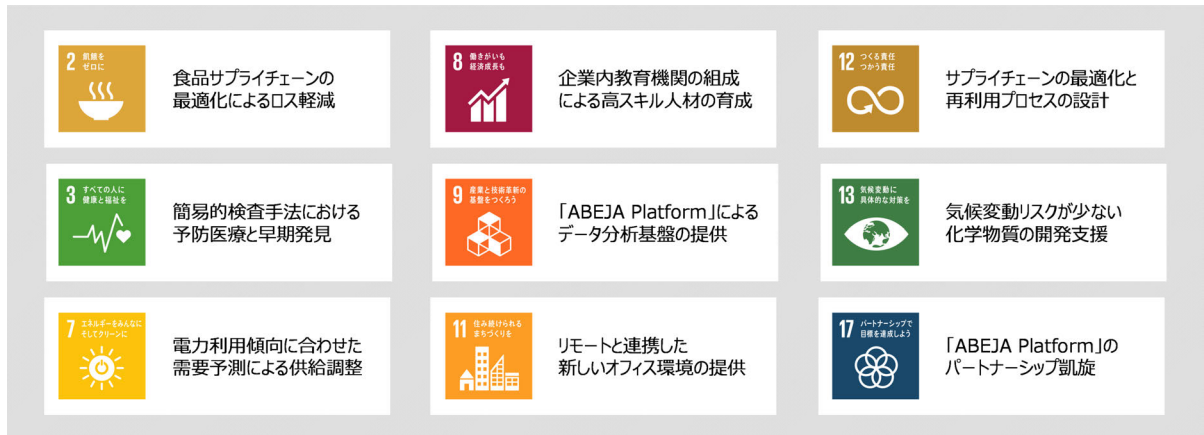 2 飢餓を
ゼロに
食品サプライチェーンの
最適化によるロス軽減
8 働きがいも
経済成長も
企業内教育機関の組成
による高スキル人材の育成
12 つくる責任
つかう責任
サプライチェーンの最適化と
再利用プロセスの設計
3 すべての人に
健康と福祉を
簡易的検査手法における
予防医療と早期発見
9 産業と技術革新の
基盤をつくろう
「ABEJA Platform」による
データ分析基盤の提供
13 気候変動に
具体的な対策を
気候変動リスクが少ない
化学物質の開発支援
7 エネルギーをみんなに
そしてクリーンに
電力利用傾向に合わせた
需要予測による供給調整
11 住み続けられる
まちづくりを
リモートと連携した
新しいオフィス環境の提供
17 パートナーシップで
目標を達成しよう
「ABEJA Platform」の
パートナーシップ凱旋